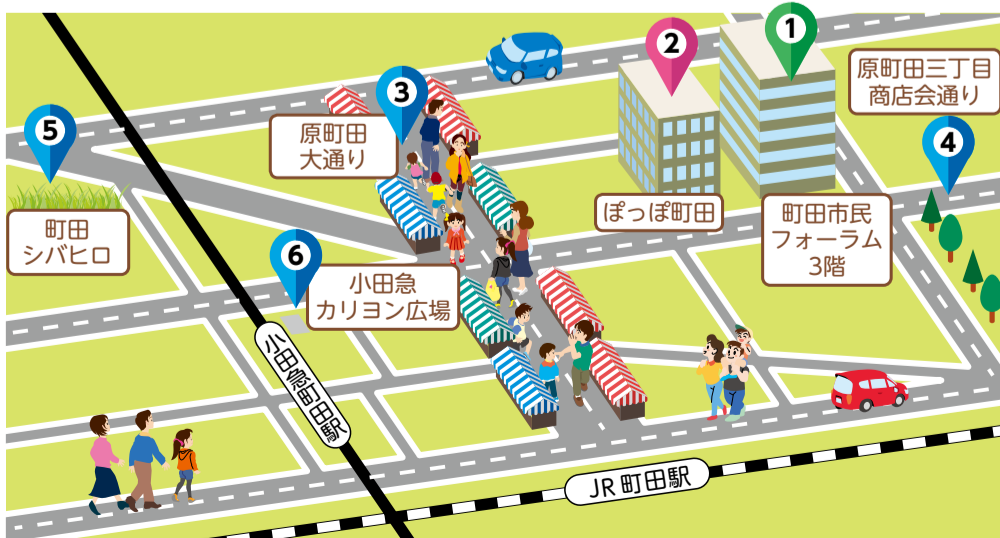 1
2
3
原町田
大通り
原町田三丁目
商店会通り
4
5
町田
シバヒロ
ぽっぽ町田
町田市民
フォーラム
3階
6
小田急
カリヨン広場
小田急町田駅
JR町田駅